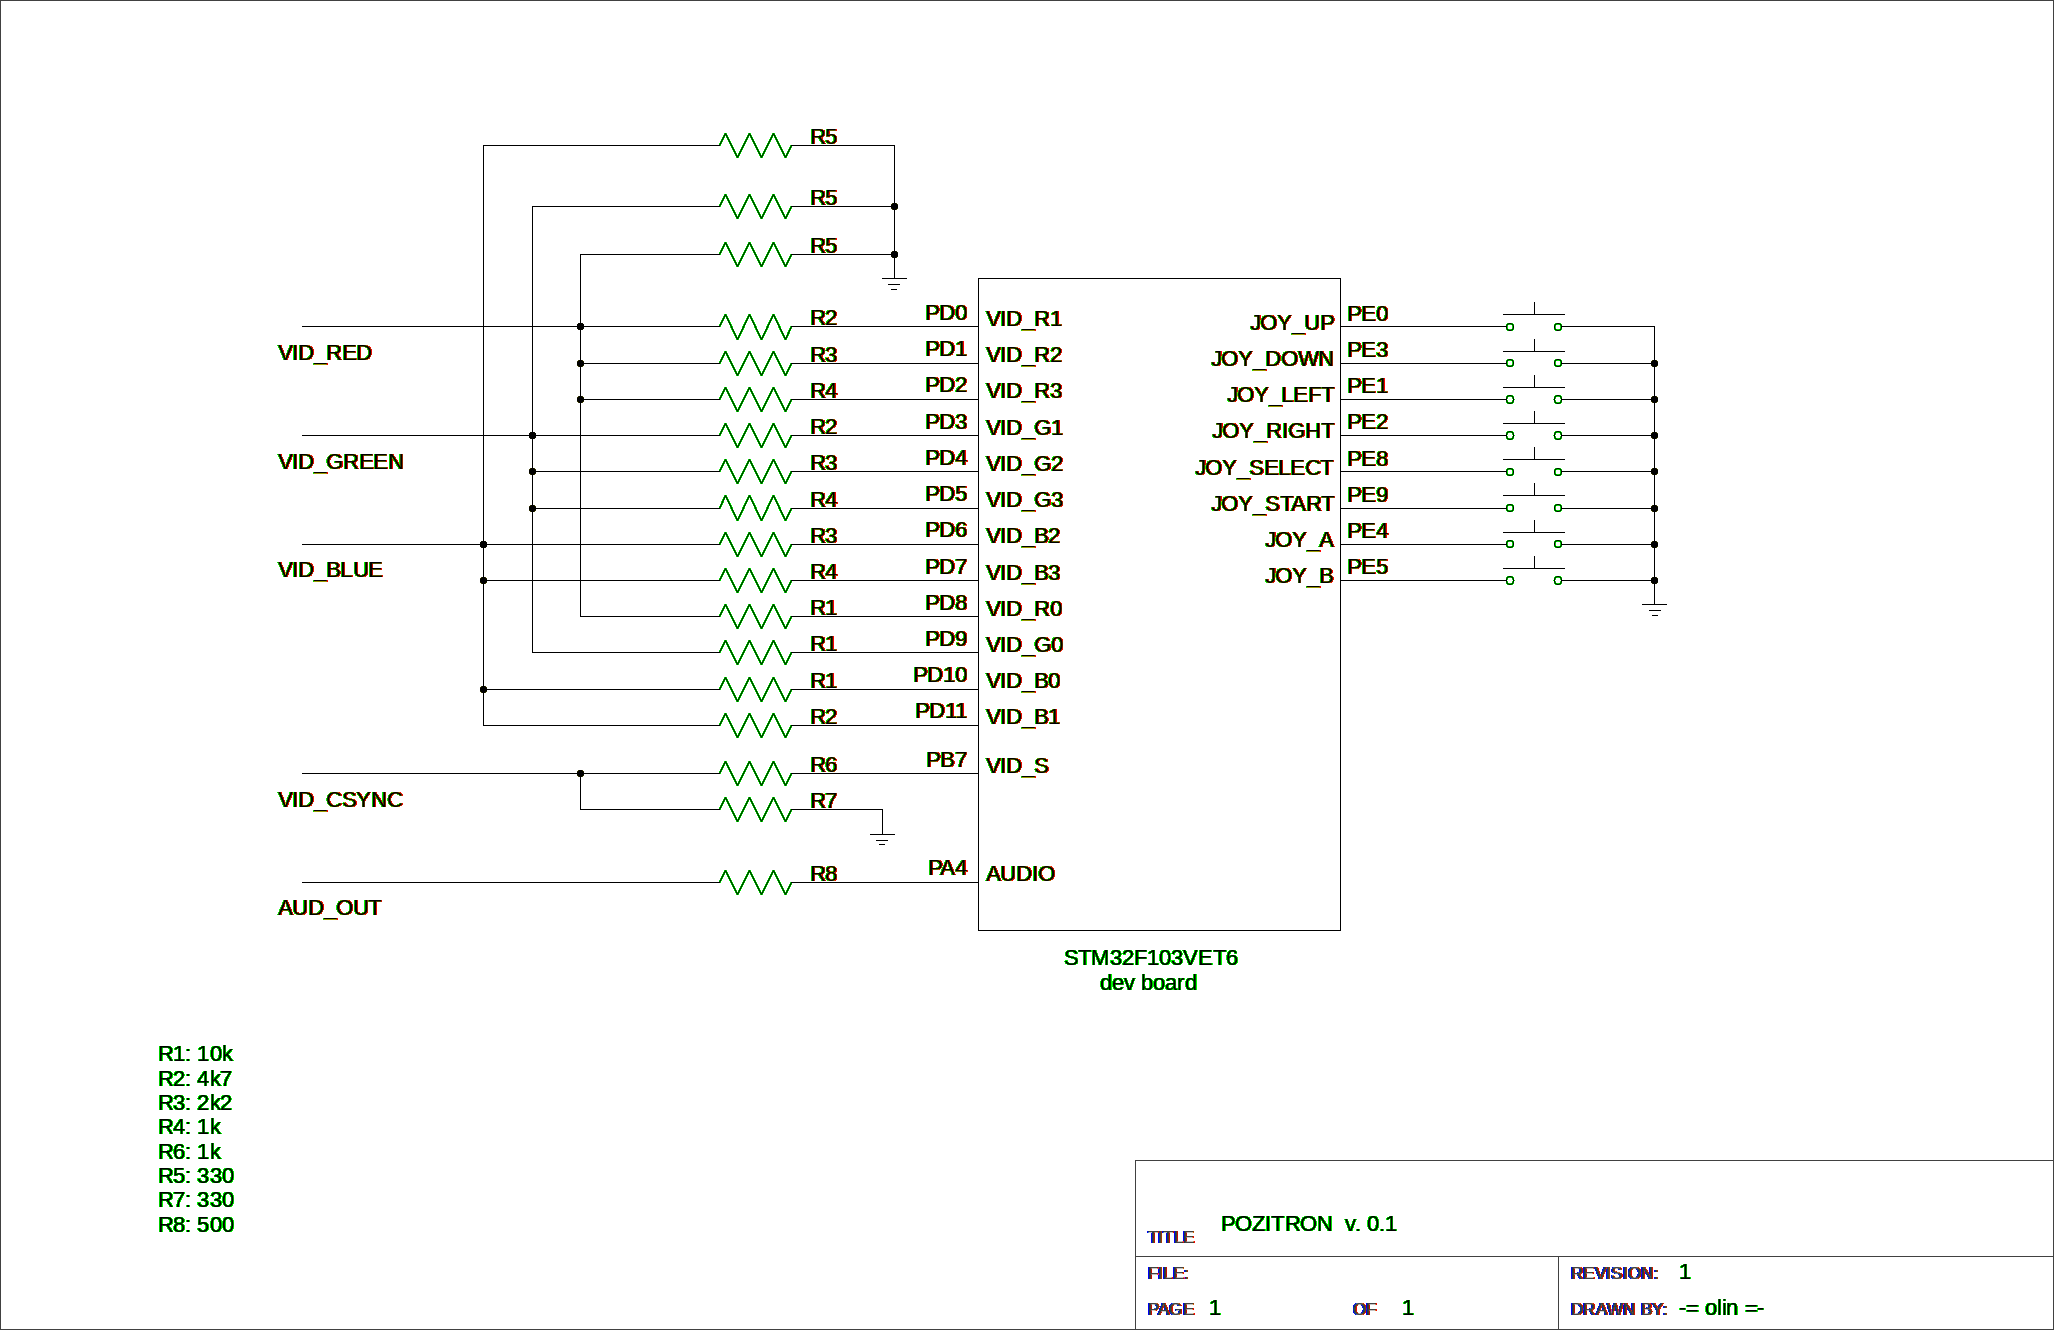 R5
R5
R5
R2 PD0 VID_R1 JOY_UP PE0
VID_RED
R3 PD1 VID_R2 JOY_DOWN PE3
R4 PD2 VID_R3 JOY_LEFT PE1
R2 PD3 VID_G1 JOY_RIGHT PE2
VID_GREEN
R3 PD4 VID_G2 JOY_SELECT PE8
R4 PD5 VID_G3 JOY_START PE9
R3 PD6 VID_B2 JOY_A PE4
VID_BLUE
R4 PD7 VID_B3 JOY_B PE5
R1 PD8 VID_R0
R1 PD9 VID_G0
R1 PD10 VID_B0
R2 PD11 VID_B1
R6 PB7 VID_S
VID_CSYNC
R7
R8 PA4 AUDIO
AUD_OUT
STM32F103VET6
dev board
R1: 10k
R2: 4k7
R3: 2k2
R4: 1k
R6: 1k
R5: 330
R7: 330
R8: 500
TITLE POZITRON v. 0.1
FILE: REVISION: 1
PAGE 1 OF 1 DRAWN BY: -= olin =-